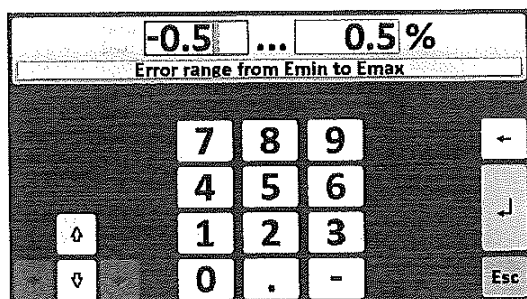 -0.5 ... 0.5 %
Error range from Emin to Emax
7 8 9 ←
4 5 6 ↵
⇧ 1 2 3
⇩ 0 . - Esc